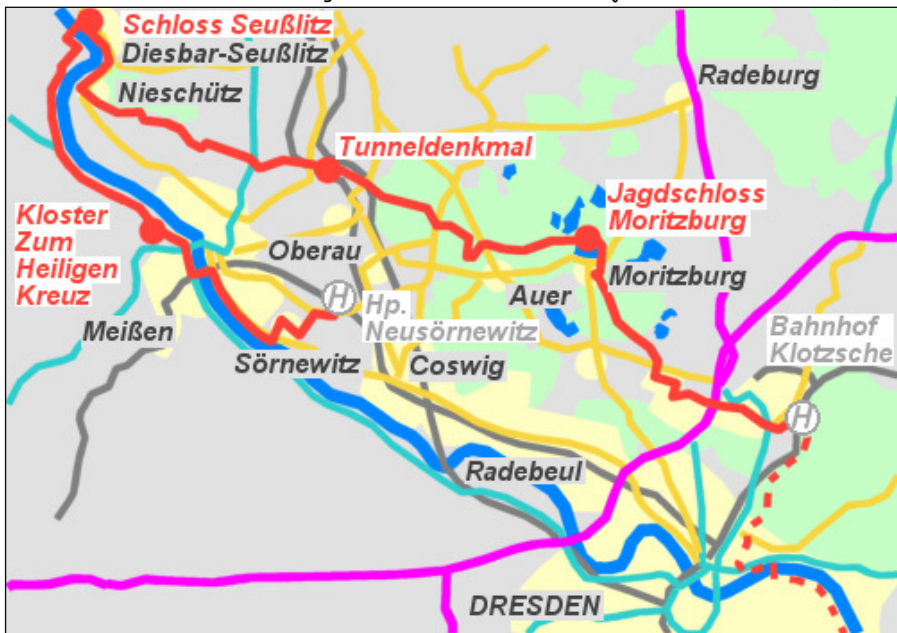 Schloss Seußlitz
Diesbar-Seußlitz
Radeburg
Nieschütz
Tunneldenkmal
Jagdschloss
Moritzburg
Kloster
Zum
Heiligen
Kreuz
Oberau
Moritzburg
Auer
H
Hp.
Neusörnewitz
Meißen
Sörnewitz
Coswig
Bahnhof
Klotzsche
H
Radebeul
DRESDEN